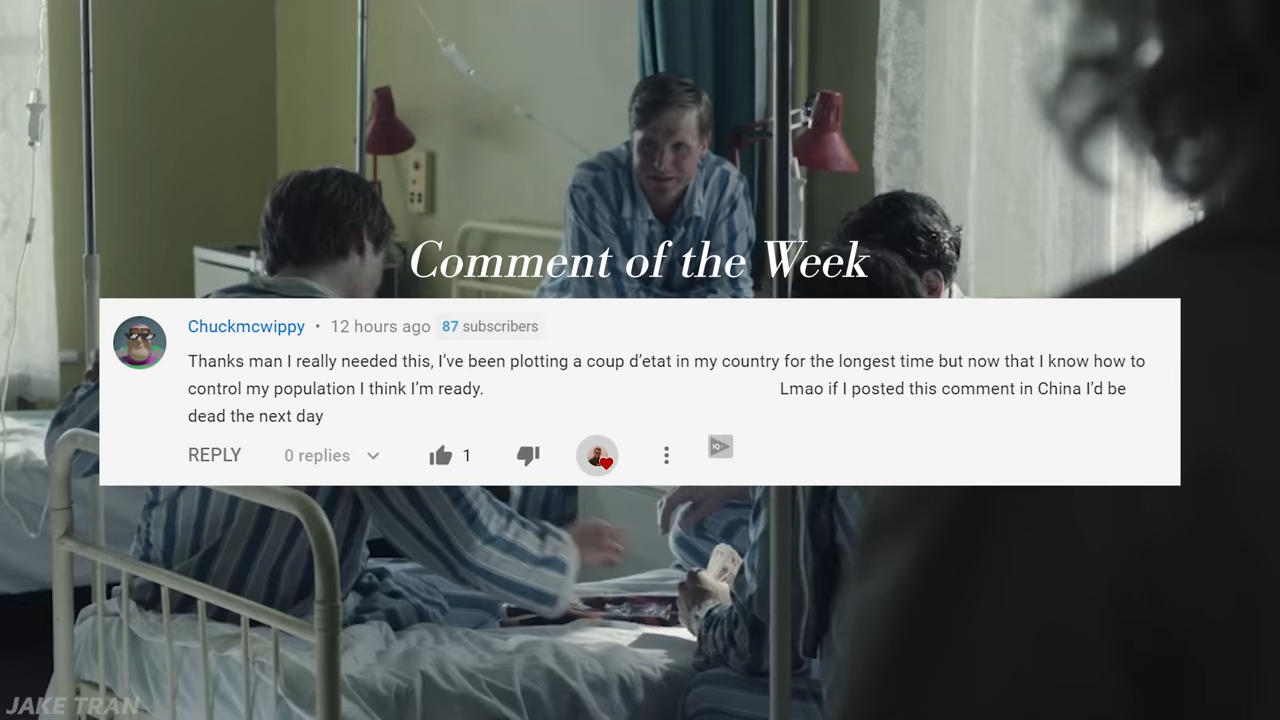 Comment of the Week
Chuckmcwippy • 12 hours ago 87 subscribers
Thanks man I really needed this, I've been plotting a coup d'etat in my country for the longest time but now that I know how to
control my population I think I'm ready. Lmao if I posted this comment in China I'd be
dead the next day
REPLY 0 replies 1
IQ
JAKE TRAN